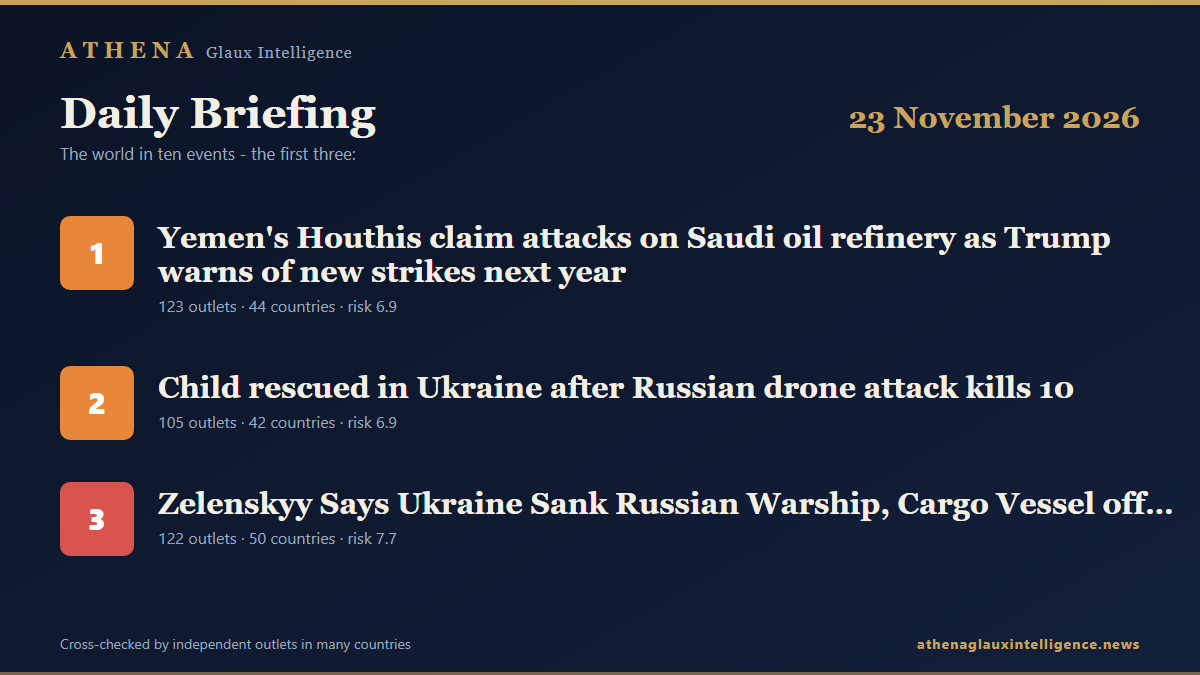 ATHENA Glaux Intelligence
Daily Briefing
23 November 2026
The world in ten events - the first three:
1
Yemen's Houthis claim attacks on Saudi oil refinery as Trump
warns of new strikes next year
123 outlets · 44 countries · risk 6.9
2
Child rescued in Ukraine after Russian drone attack kills 10
105 outlets · 42 countries · risk 6.9
3
Zelenskyy Says Ukraine Sank Russian Warship, Cargo Vessel off...
122 outlets · 50 countries · risk 7.7
Cross-checked by independent outlets in many countries
athenaglauxintelligence.news